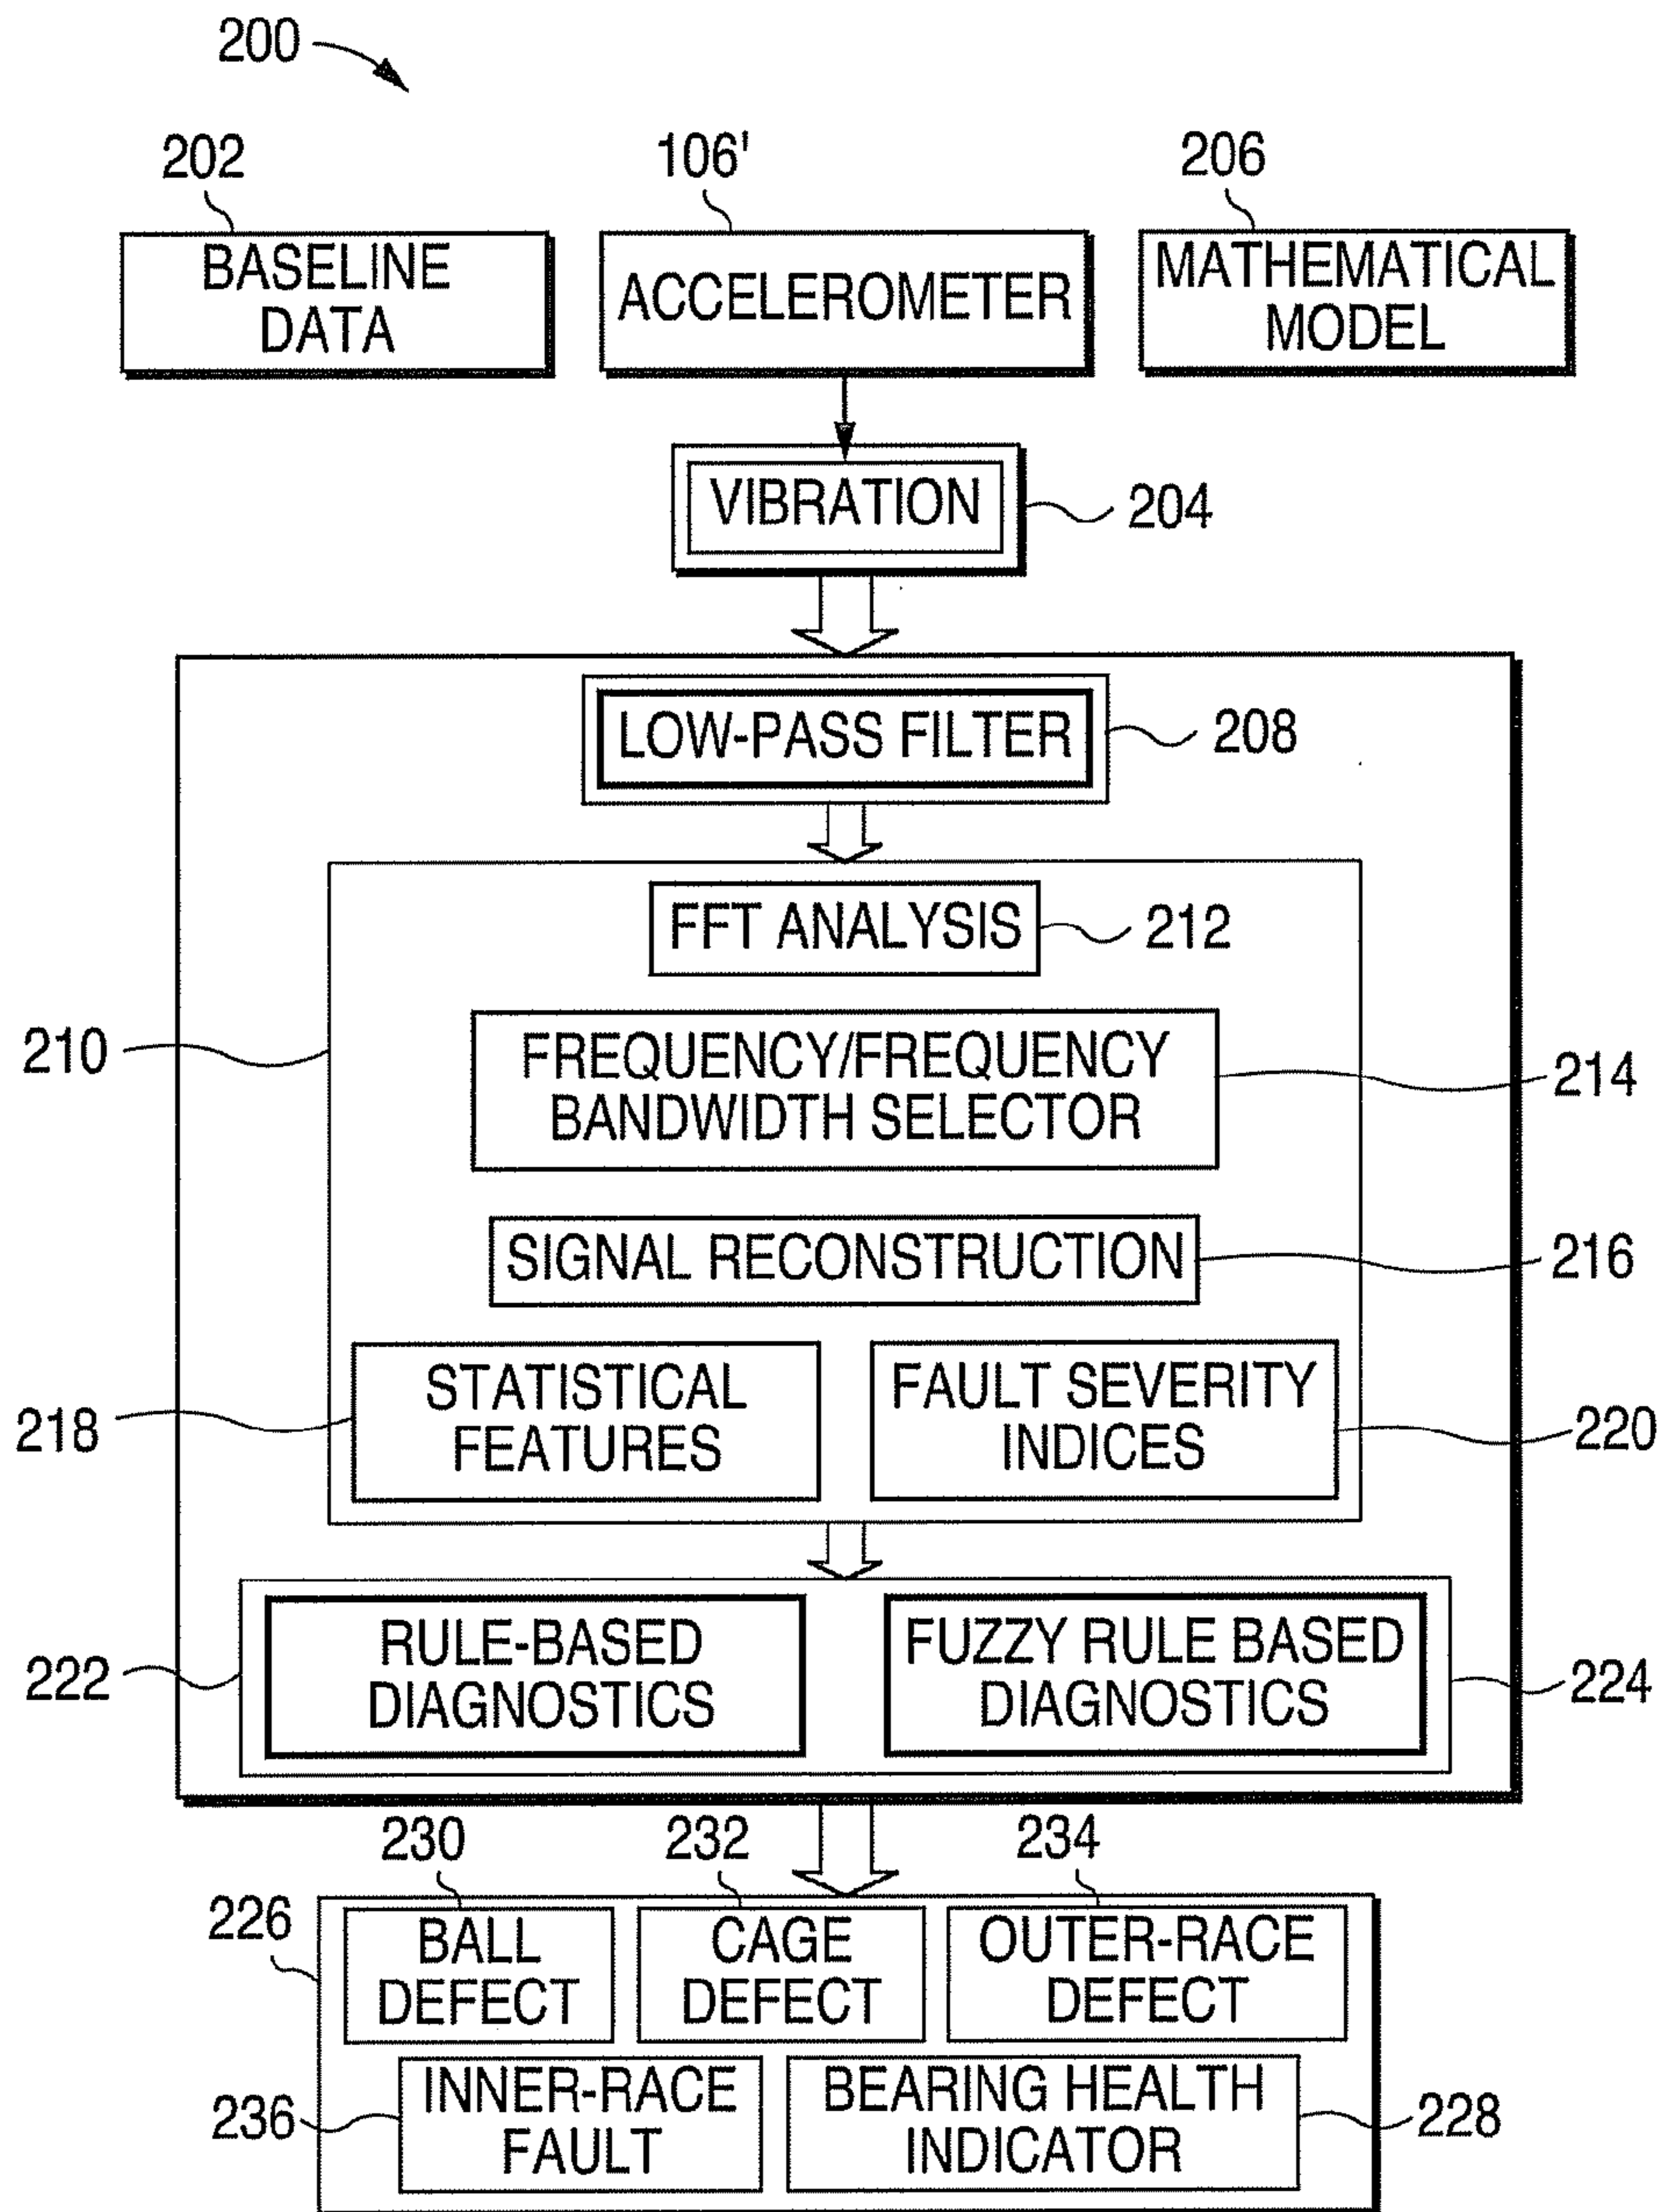 200
202
106'
206
BASELINE
DATA
ACCELEROMETER
MATHEMATICAL
MODEL
VIBRATION
204
LOW-PASS FILTER
208
FFT ANALYSIS
212
210
FREQUENCY/FREQUENCY
BANDWIDTH SELECTOR
214
SIGNAL RECONSTRUCTION
216
218
STATISTICAL
FEATURES
FAULT SEVERITY
INDICES
220
222
RULE-BASED
DIAGNOSTICS
FUZZY RULE BASED
DIAGNOSTICS
224
230
232
234
226
BALL
DEFECT
CAGE
DEFECT
OUTER-RACE
DEFECT
236
INNER-RACE
FAULT
BEARING HEALTH
INDICATOR
228